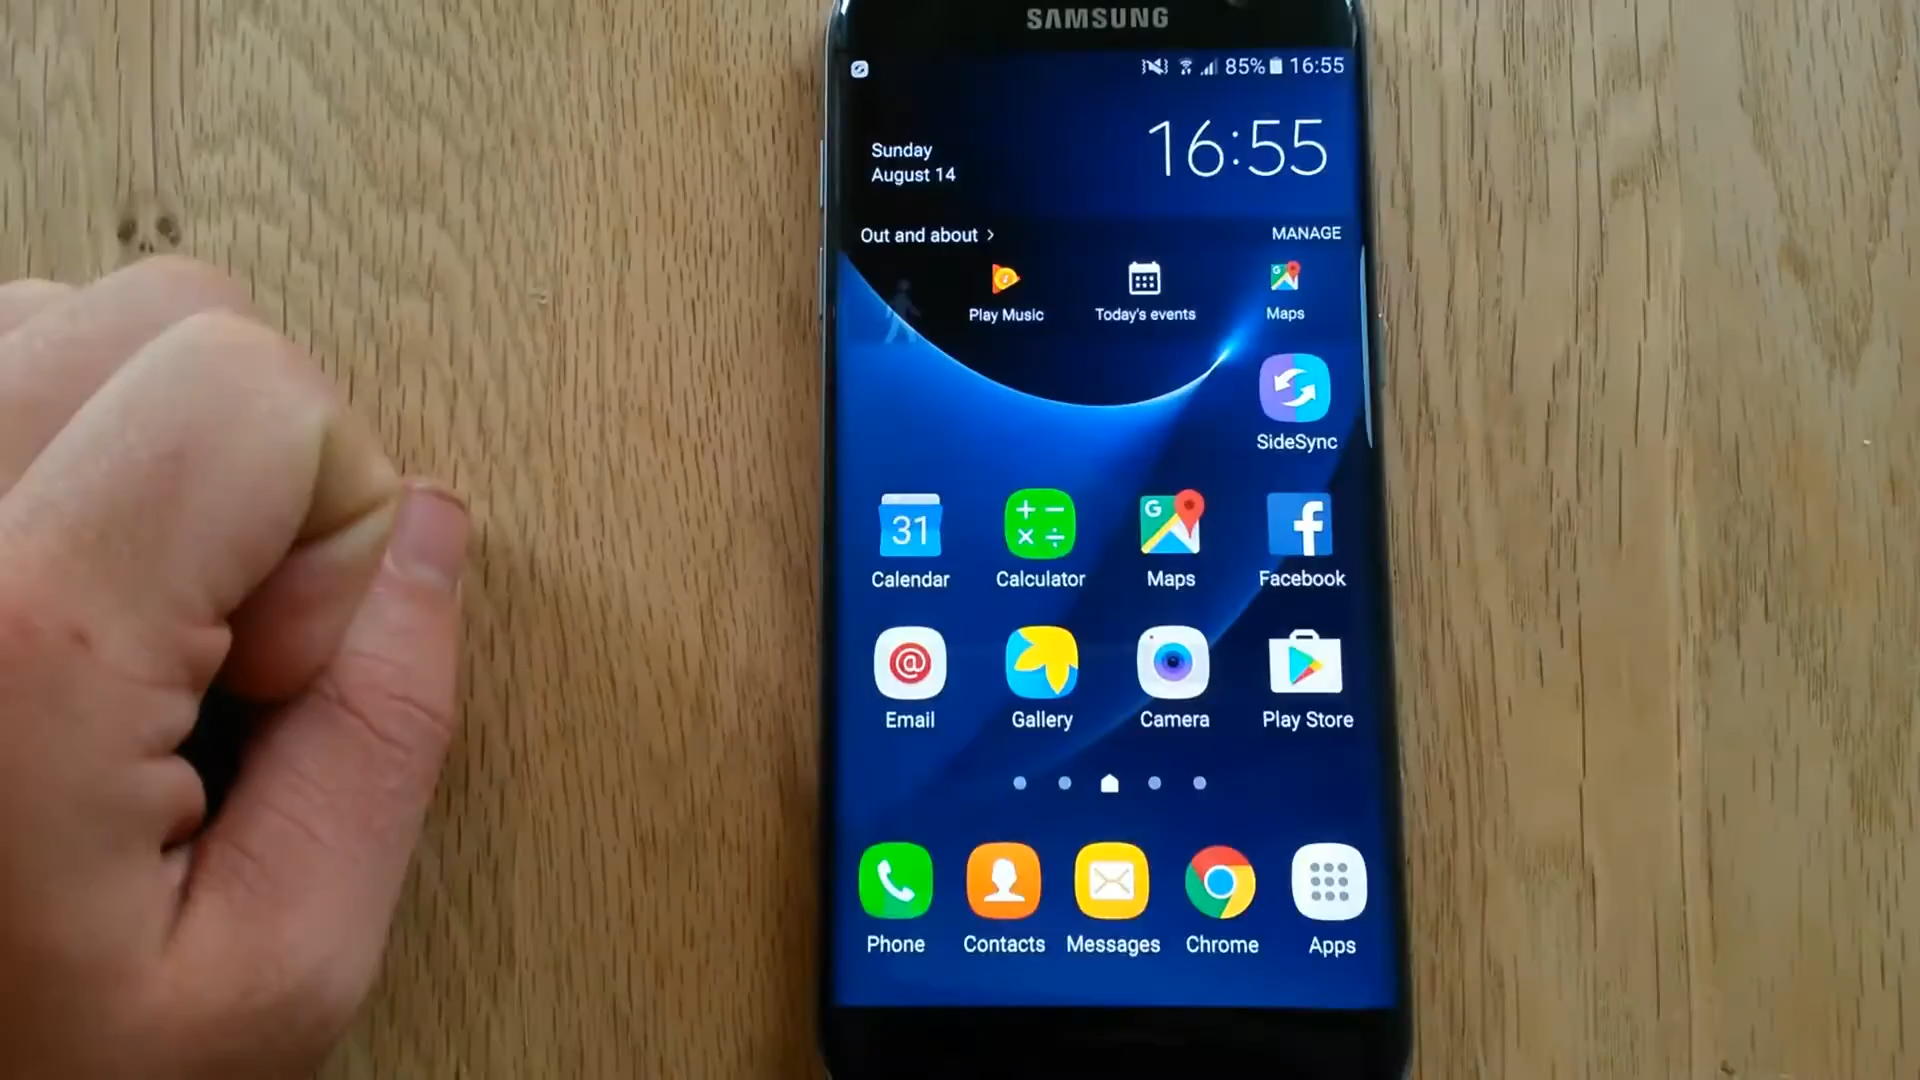 SAMSUNG
85% 16:55
16:55
Sunday
August 14
Out and about >
MANAGE
Play Music
Today's events
G
Maps
SideSync
31
G
f
Calendar
Calculator
Maps
Facebook
@
Email
Gallery
Camera
Play Store
Phone
Contacts
Messages
Chrome
Apps